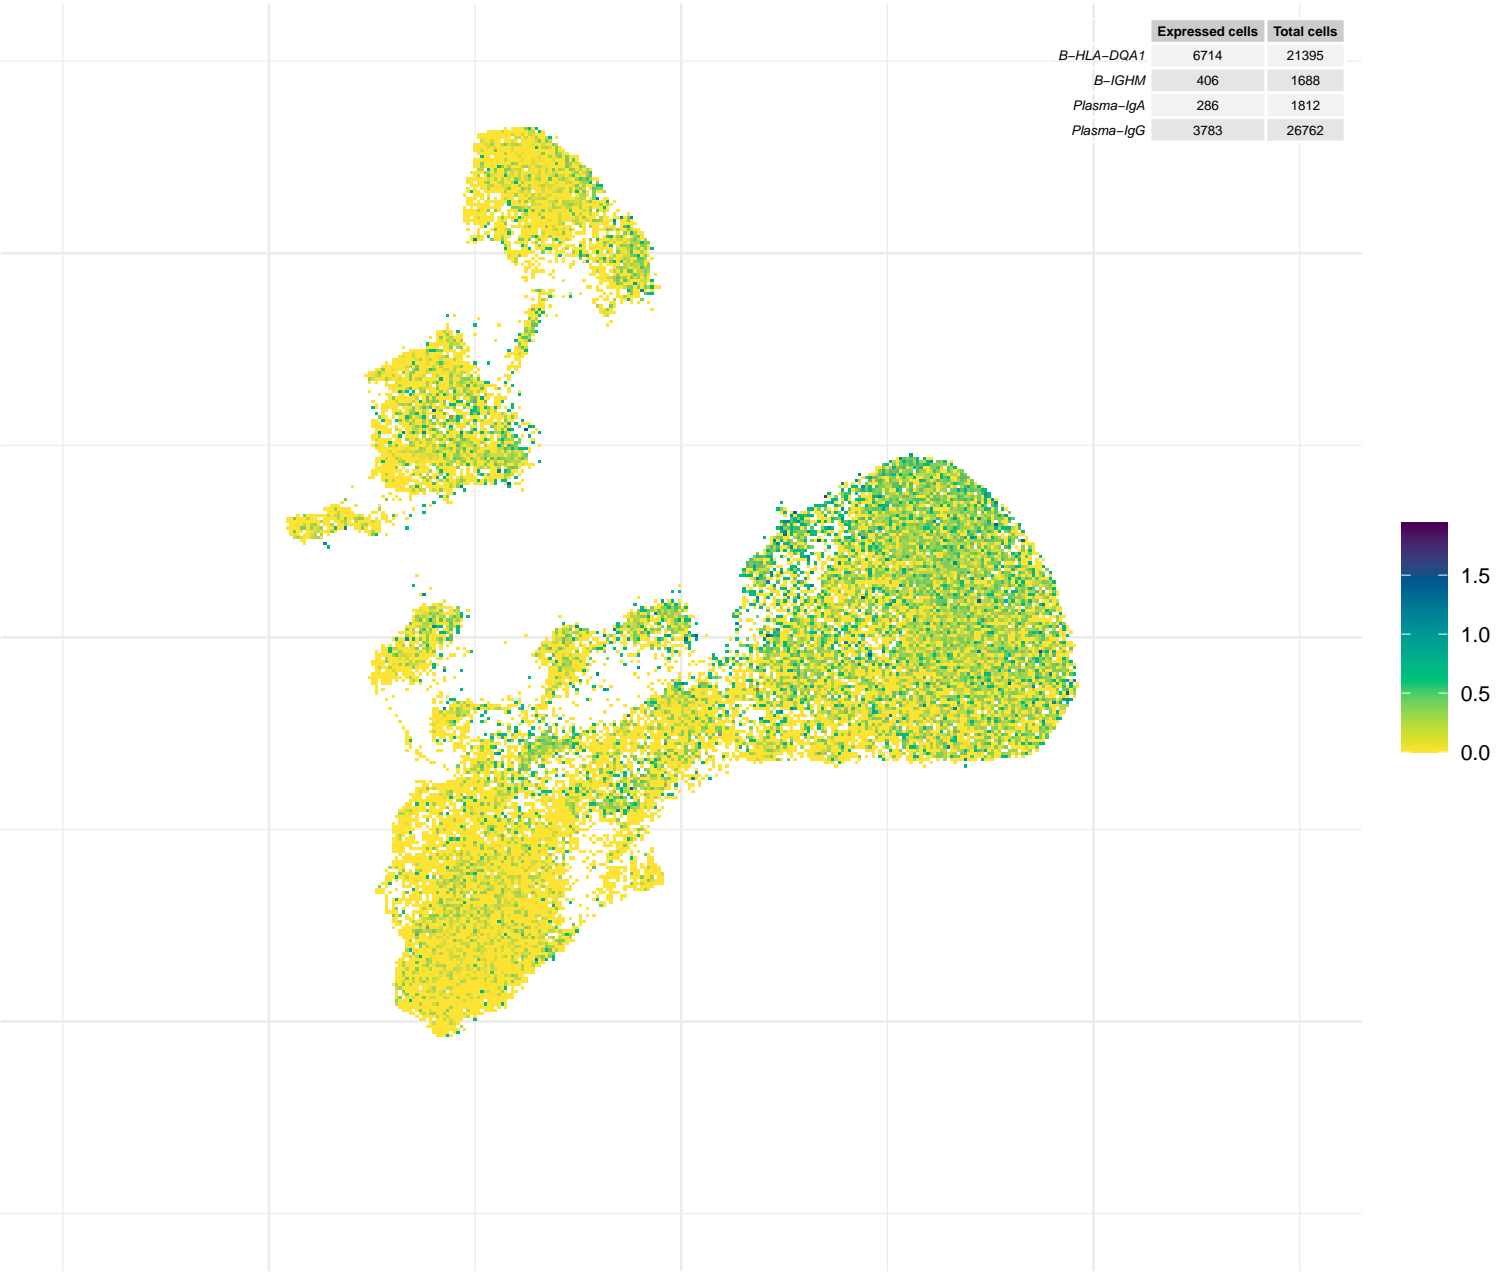 Expressed cells Total cells
B−HLA−DQA1 6714 21395
B−IGHM 406 1688
Plasma−IgA 286 1812
Plasma−IgG 3783 26762
1.5
1.0
0.5
0.0